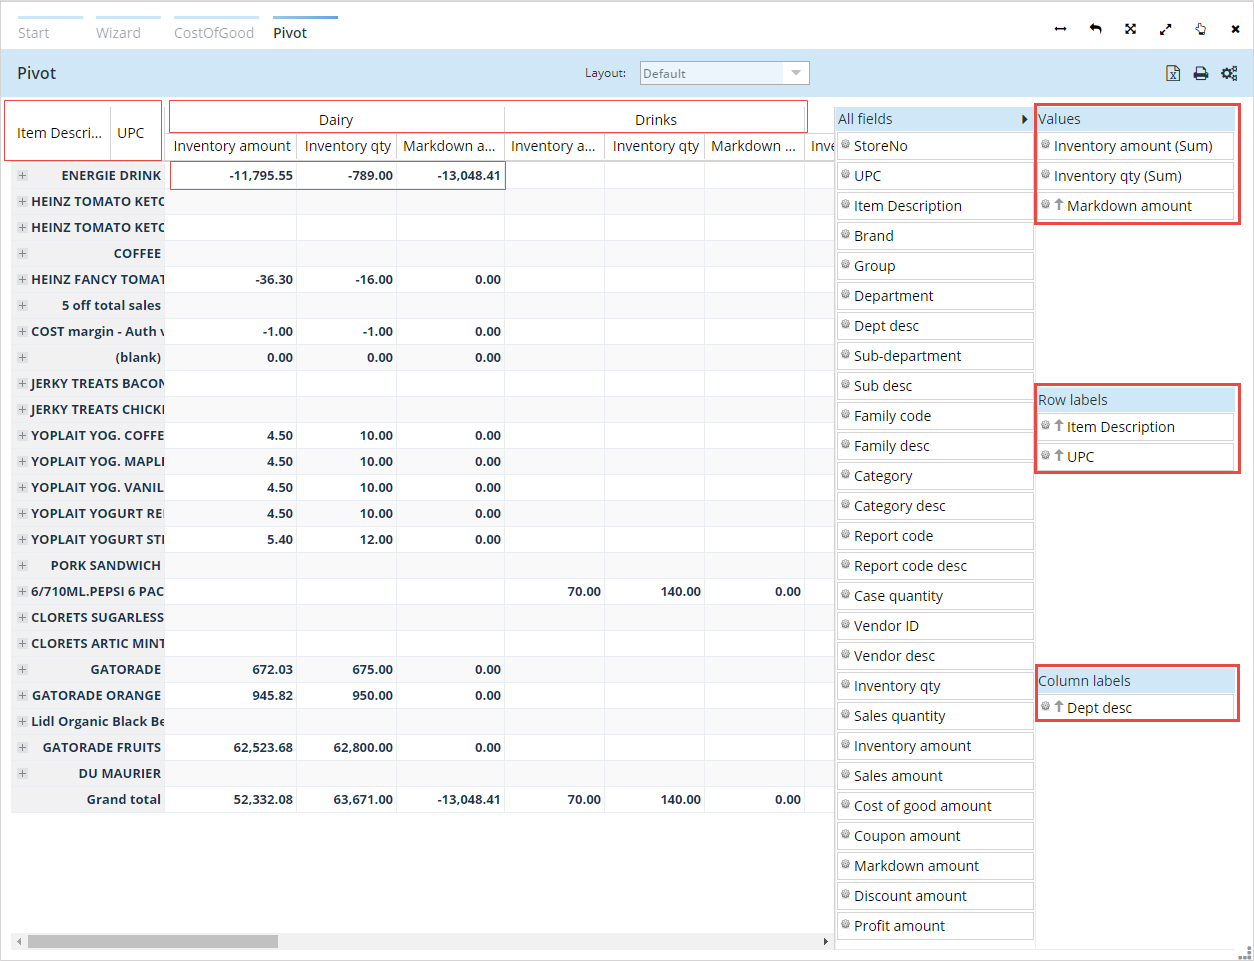 Start Wizard CostOfGood Pivot
Pivot Layout: Default
Item Descri... UPC Dairy Drinks
Inventory amount Inventory qty Markdown a... Inventory a... Inventory qty Markdown ... Inve
ENERGIE DRINK -11,795.55 -789.00 -13,048.41
HEINZ TOMATO KETC
HEINZ TOMATO KETC
COFFEE
HEINZ FANCY TOMAT -36.30 -16.00 0.00
5 off total sales
COST margin - Auth v -1.00 -1.00 0.00
(blank) 0.00 0.00 0.00
JERKY TREATS BACON
JERKY TREATS CHICKI
YOPLAIT YOG. COFFE 4.50 10.00 0.00
YOPLAIT YOG. MAPLE 4.50 10.00 0.00
YOPLAIT YOG. VANIL 4.50 10.00 0.00
YOPLAIT YOGURT RE 4.50 10.00 0.00
YOPLAIT YOGURT STI 5.40 12.00 0.00
PORK SANDWICH
6/710ML.PEPSI 6 PAC 70.00 140.00 0.00
CLORETS SUGARLESS
CLORETS ARTIC MINT
GATORADE 672.03 675.00 0.00
GATORADE ORANGE 945.82 950.00 0.00
Lidl Organic Black Be
GATORADE FRUITS 62,523.68 62,800.00 0.00
DU MAURIER
Grand total 52,332.08 63,671.00 -13,048.41 70.00 140.00 0.00
All fields
StoreNo
UPC
Item Description
Brand
Group
Department
Dept desc
Sub-department
Sub desc
Family code
Family desc
Category
Category desc
Report code
Report code desc
Case quantity
Vendor ID
Vendor desc
Inventory qty
Sales quantity
Inventory amount
Sales amount
Cost of good amount
Coupon amount
Markdown amount
Discount amount
Profit amount
Values
Inventory amount (Sum)
Inventory qty (Sum)
Markdown amount
Row labels
Item Description
UPC
Column labels
Dept desc